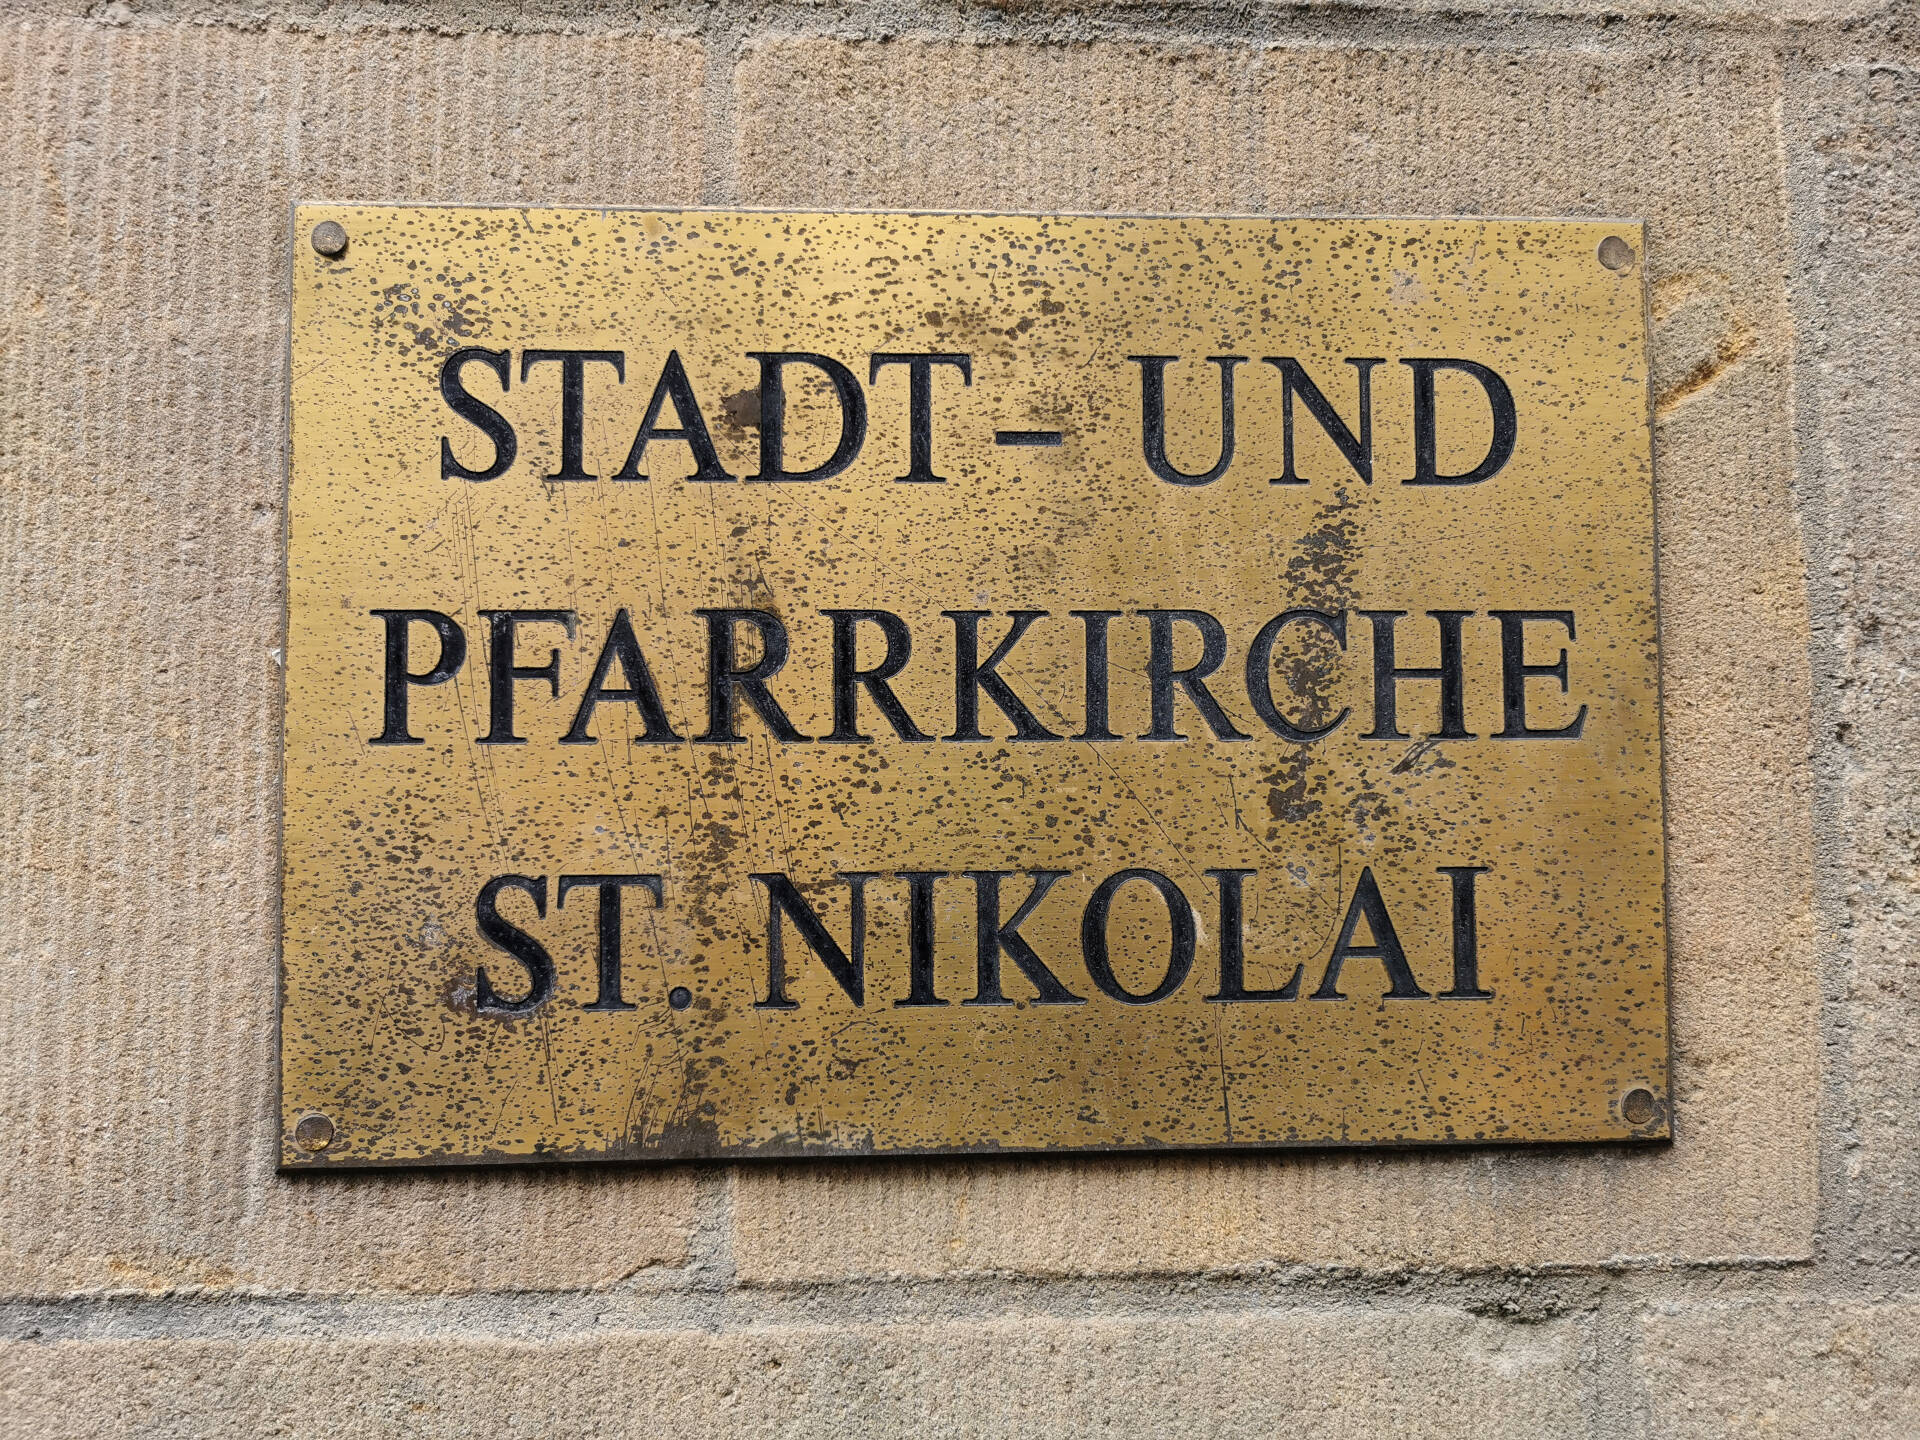 STADT- UND
PFARRKIRCHE
ST. NIKOLAI